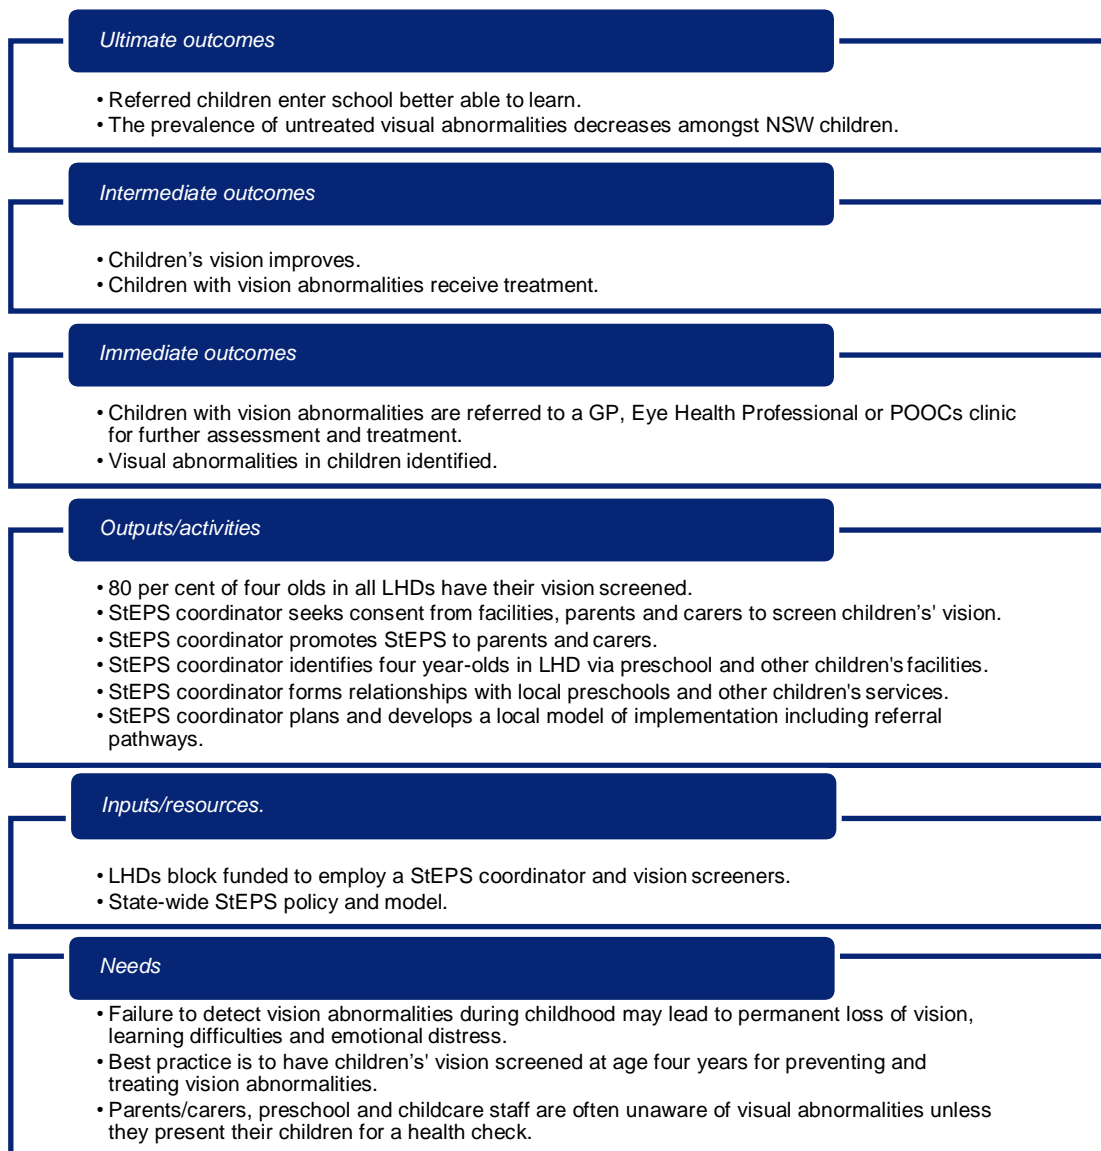 Ultimate outcomes
• Referred children enter school better able to learn.
• The prevalence of untreated visual abnormalities decreases amongst NSW children.
Intermediate outcomes
• Children’s vision improves.
• Children with vision abnormalities receive treatment.
Immediate outcomes
• Children with vision abnormalities are referred to a GP, Eye Health Professional or POOCs clinic
for further assessment and treatment.
• Visual abnormalities in children identified.
Outputs/activities
• 80 per cent of four olds in all LHDs have their vision screened.
• StEPS coordinator seeks consent from facilities, parents and carers to screen children’s' vision.
• StEPS coordinator promotes StEPS to parents and carers.
• StEPS coordinator identifies four year-olds in LHD via preschool and other children's facilities.
• StEPS coordinator forms relationships with local preschools and other children's services.
• StEPS coordinator plans and develops a local model of implementation including referral
pathways.
Inputs/resources.
• LHDs block funded to employ a StEPS coordinator and vision screeners.
• State-wide StEPS policy and model.
Needs
• Failure to detect vision abnormalities during childhood may lead to permanent loss of vision,
learning difficulties and emotional distress.
• Best practice is to have children’s' vision screened at age four years for preventing and
treating vision abnormalities.
• Parents/carers, preschool and childcare staff are often unaware of visual abnormalities unless
they present their children for a health check.